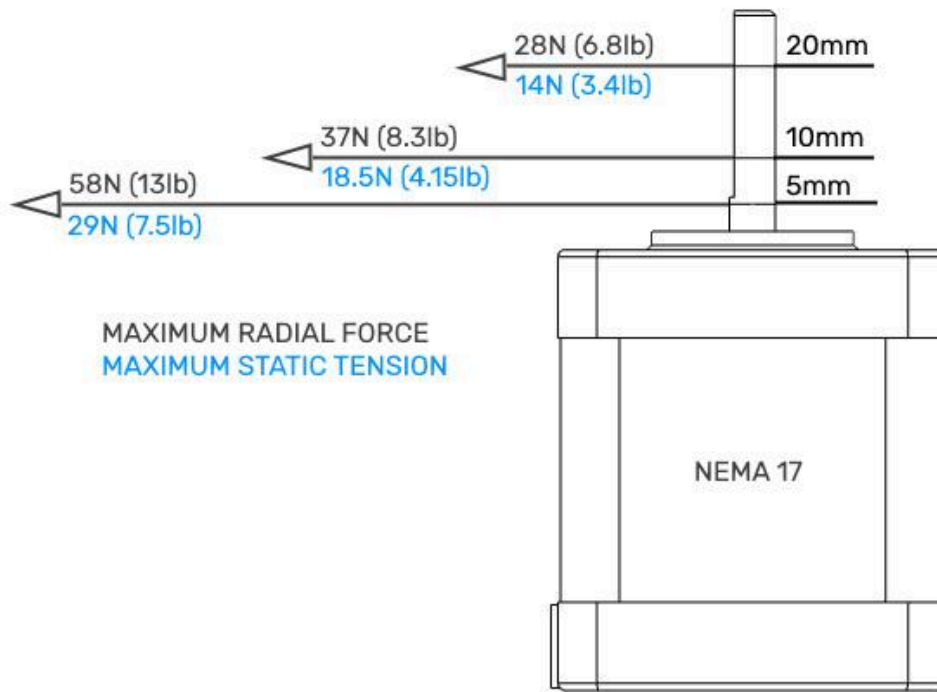 28N (6.8lb)
20mm
14N (3.4lb)
37N (8.3lb)
10mm
18.5N (4.15lb)
58N (13lb)
5mm
29N (7.5lb)
MAXIMUM RADIAL FORCE
MAXIMUM STATIC TENSION
NEMA 17